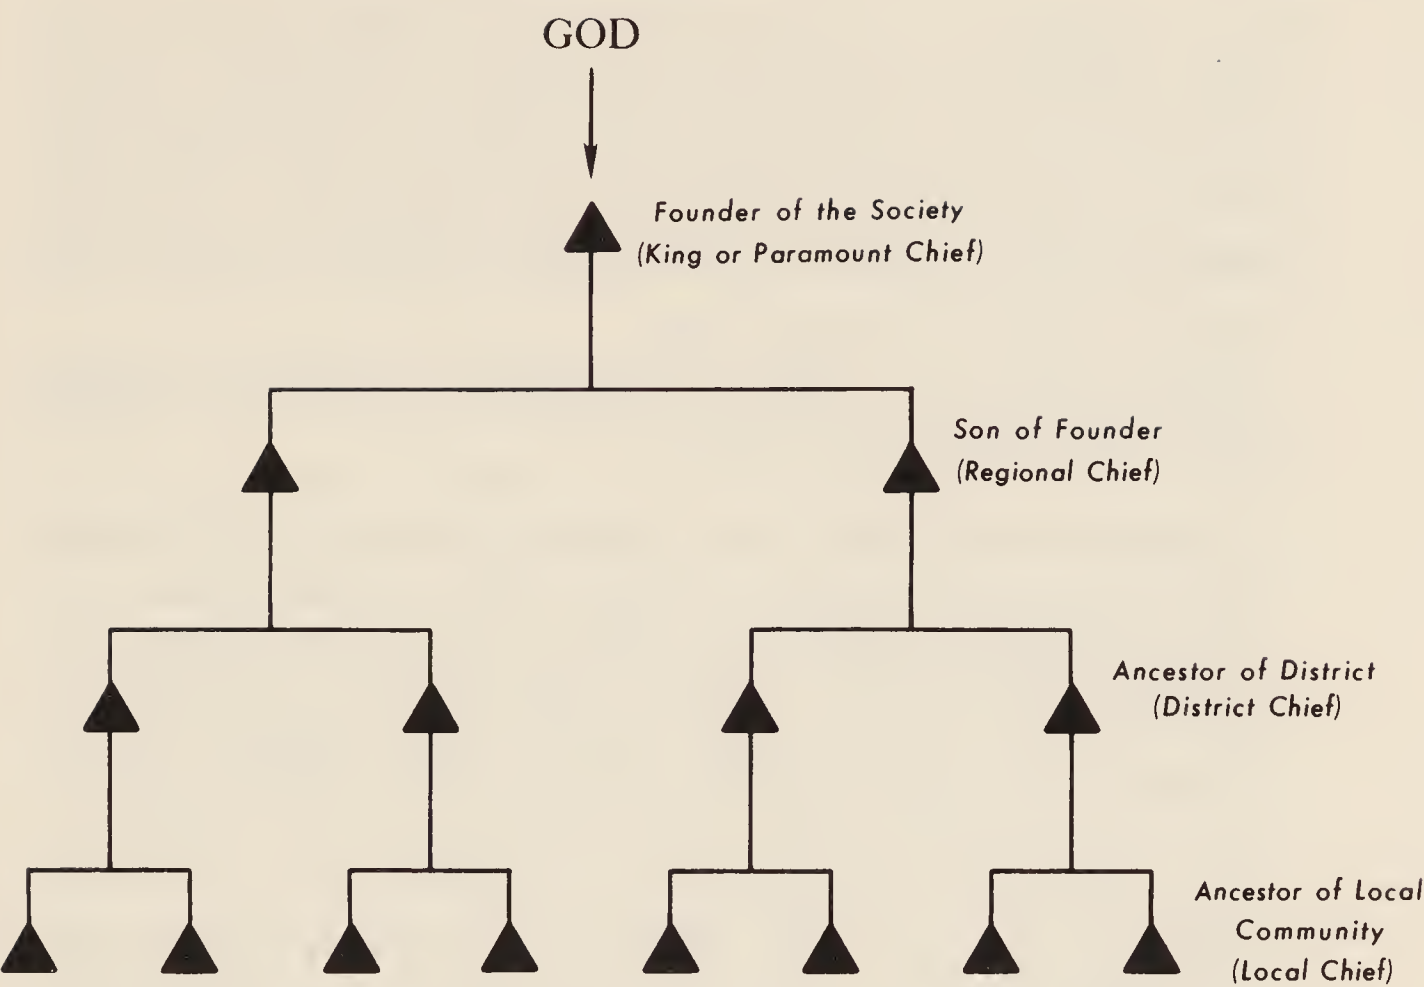 GOD
Founder of the Society
(King or Paramount Chief)
Son of Founder
(Regional Chief)
Ancestor of District
(District Chief)
Ancestor of Local
Community
(Local Chief)